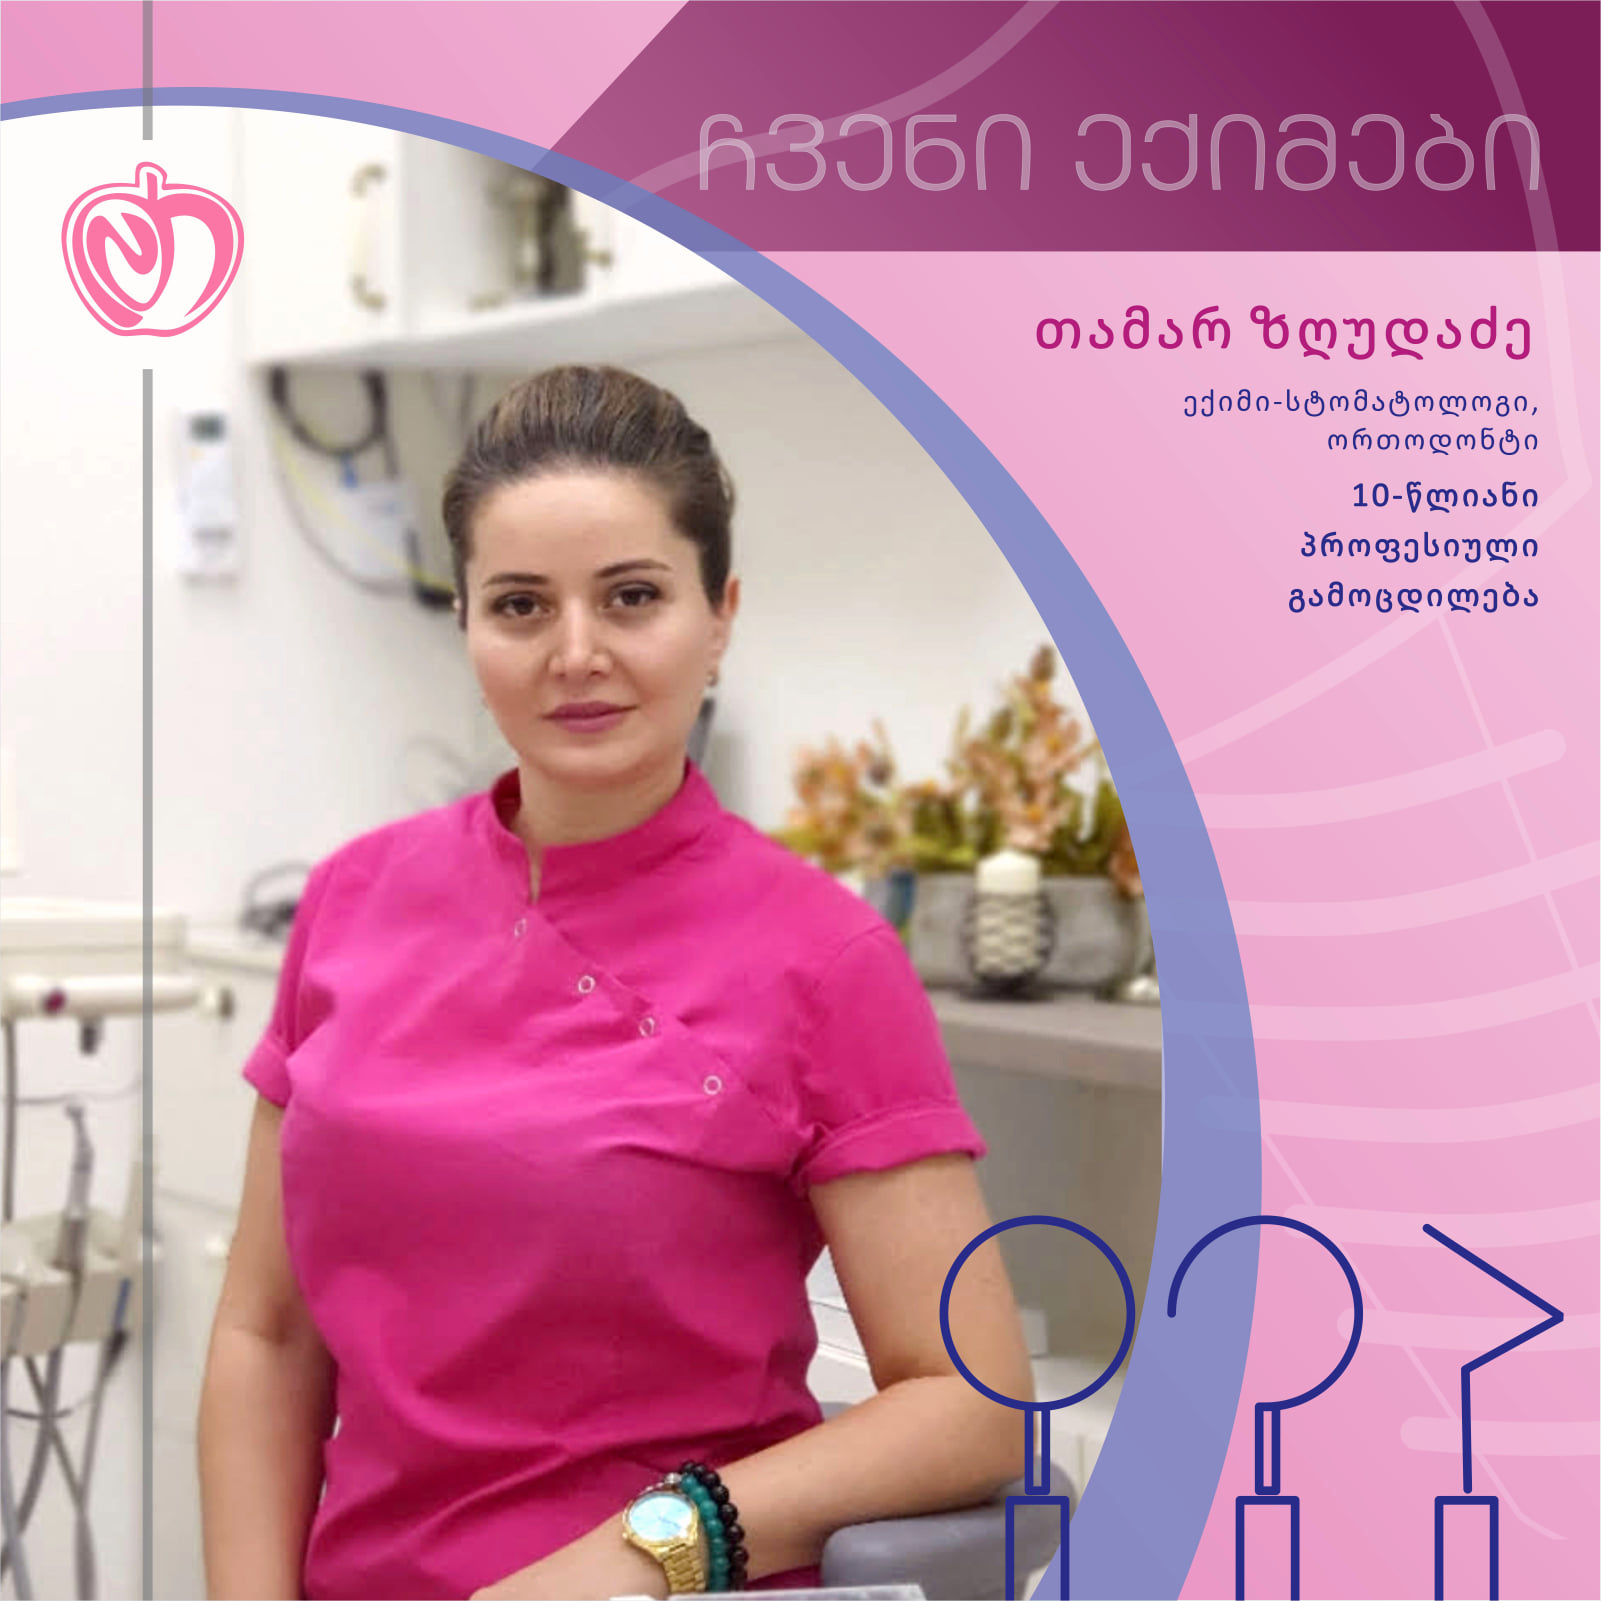 ჩვენი ექიმები
თამარ ზღუდაძე
ექიმი-სტომატოლოგი,
ორთოდონტი
10-წლიანი
პროფესიული
გამოცდილება